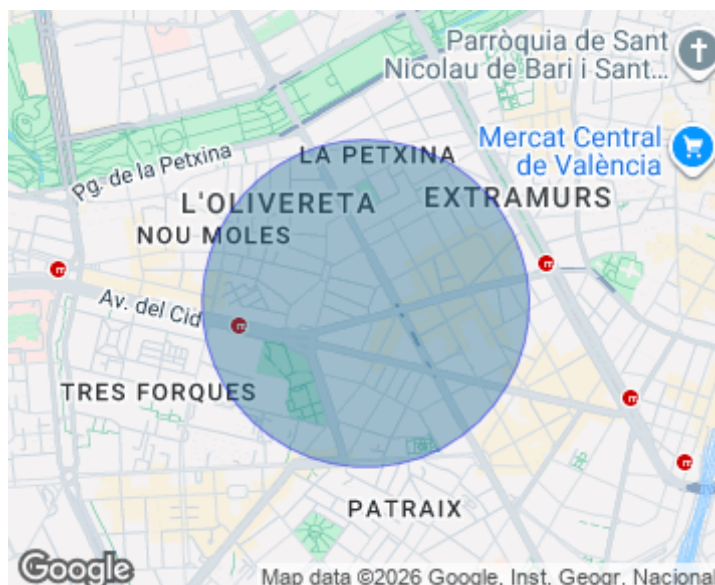 Parròquia de Sant
Nicolau de Bari i Sant...
Mercat Central
de València
Pg. de la Petxina
LA PETXINA
L'OLIVERETA
EXTRAMURS
NOU MOLES
Av. del Cid
TRES FORQUES
PATRAIX
Google
Map data ©2026 Google, Inst. Geogr. Nacional